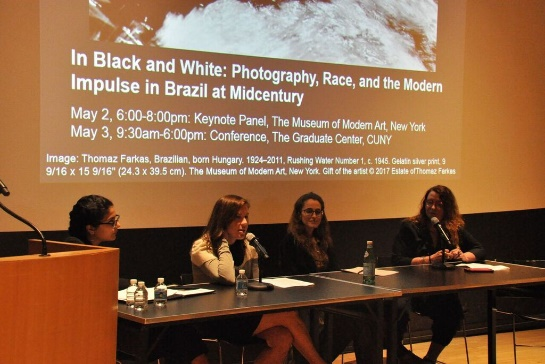 In Black and White: Photography, Race, and the Modern
Impulse in Brazil at Midcentury
May 2, 6:00-8:00pm: Keynote Panel, The Museum of Modern Art, New York
May 3, 9:30am-6:00pm: Conference, The Graduate Center, CUNY
Image: Thomaz Farkas, Brazilian, born Hungary. 1924–2011, Rushing Water Number 1, c. 1945. Gelatin silver print, 9
9/16 x 15 9/16" (24.3 x 39.5 cm). The Museum of Modern Art, New York. Gift of the artist © 2017 Estate ofThomaz Farkas